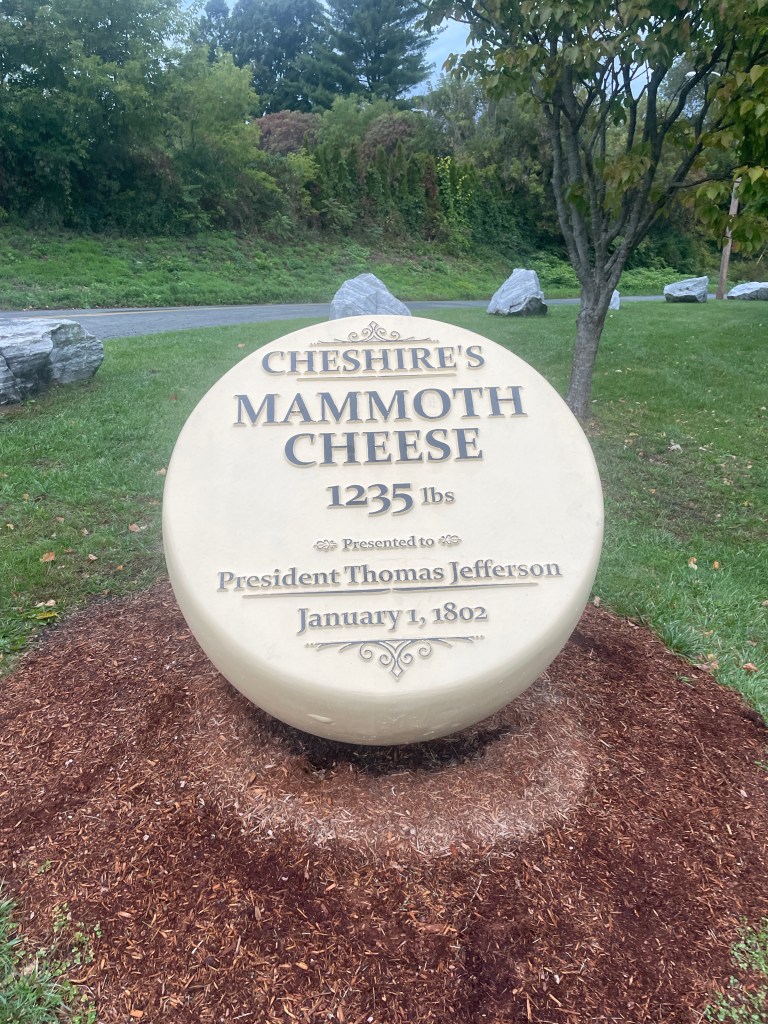 CHESHIRE'S
MAMMOTH
CHEESE
1235 lbs
Presented to
President Thomas Jefferson
January 1, 1802